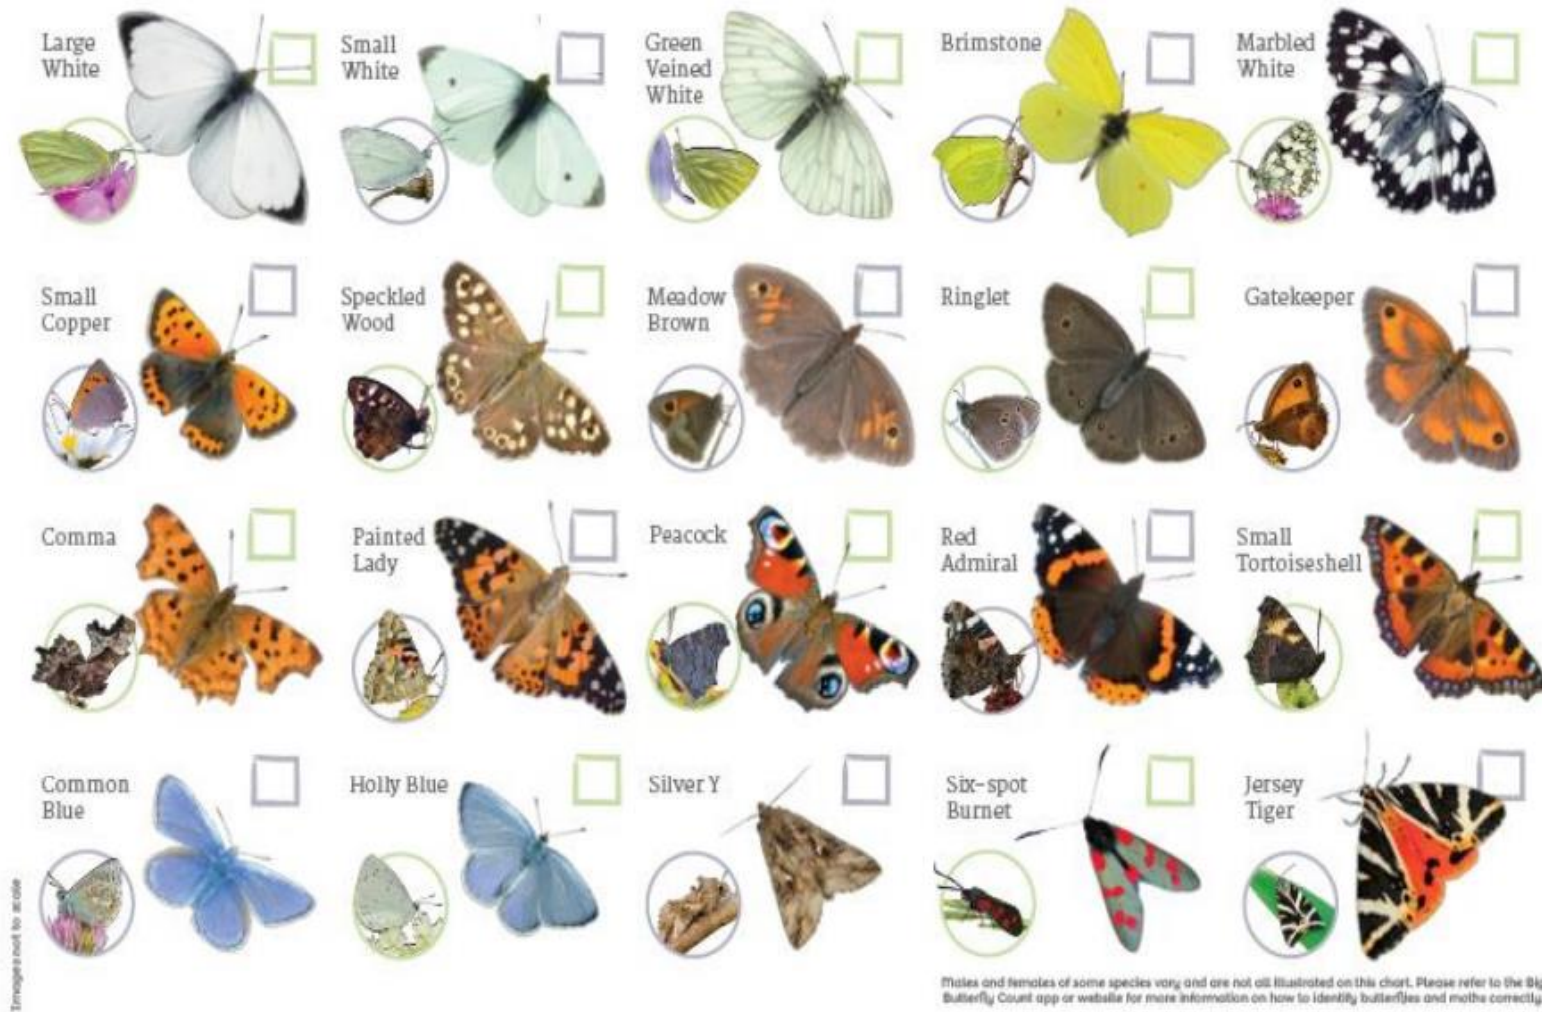 Large
White
Small
White
Green
Veined
White
Brimstone
Marbled
White
Small
Copper
Speckled
Wood
Meadow
Brown
Ringlet
Gatekeeper
Comma
Painted
Lady
Peacock
Red
Admiral
Small
Tortoiseshell
Common
Blue
Holly Blue
Silver Y
Six-spot
Burnet
Jersey
Tiger
Images not to scale
Males and females of some species vary and are not all illustrated on this chart. Please refer to the Big
Butterfly Count app or website for more information on how to identify butterflies and moths correctly